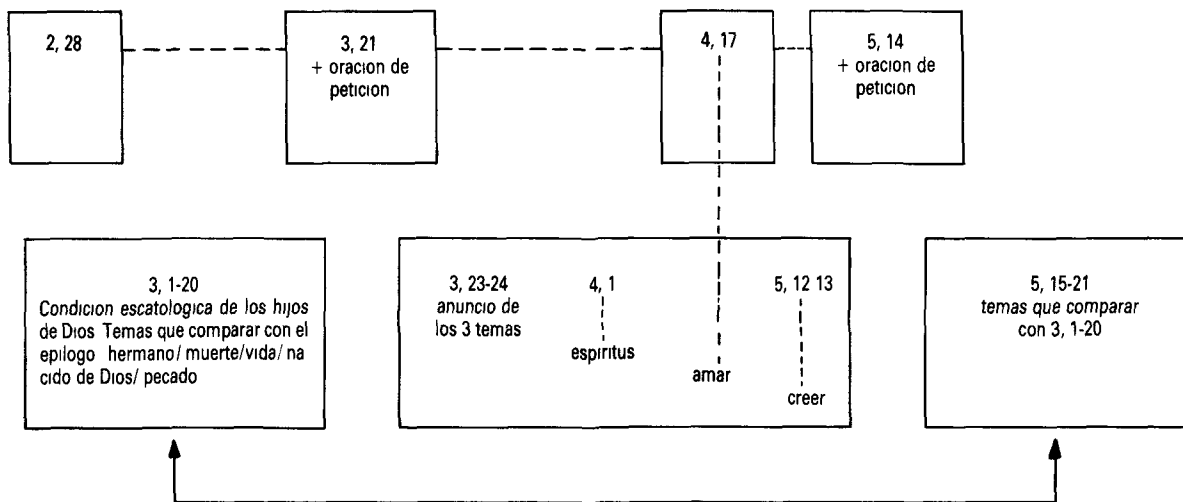 2, 28
3, 21
+ oracion de
peticion
4, 17
5, 14
+ oracion de
peticion
3, 1-20
Condicion escatologica de los hijos
de Dios Temas que comparar con el
epilogo hermano/ muerte/vida/ na
cido de Dios/ pecado
3, 23-24
anuncio de
los 3 temas
4, 1
espiritus
amar
5, 12 13
creer
5, 15-21
temas que comparar
con 3, 1-20